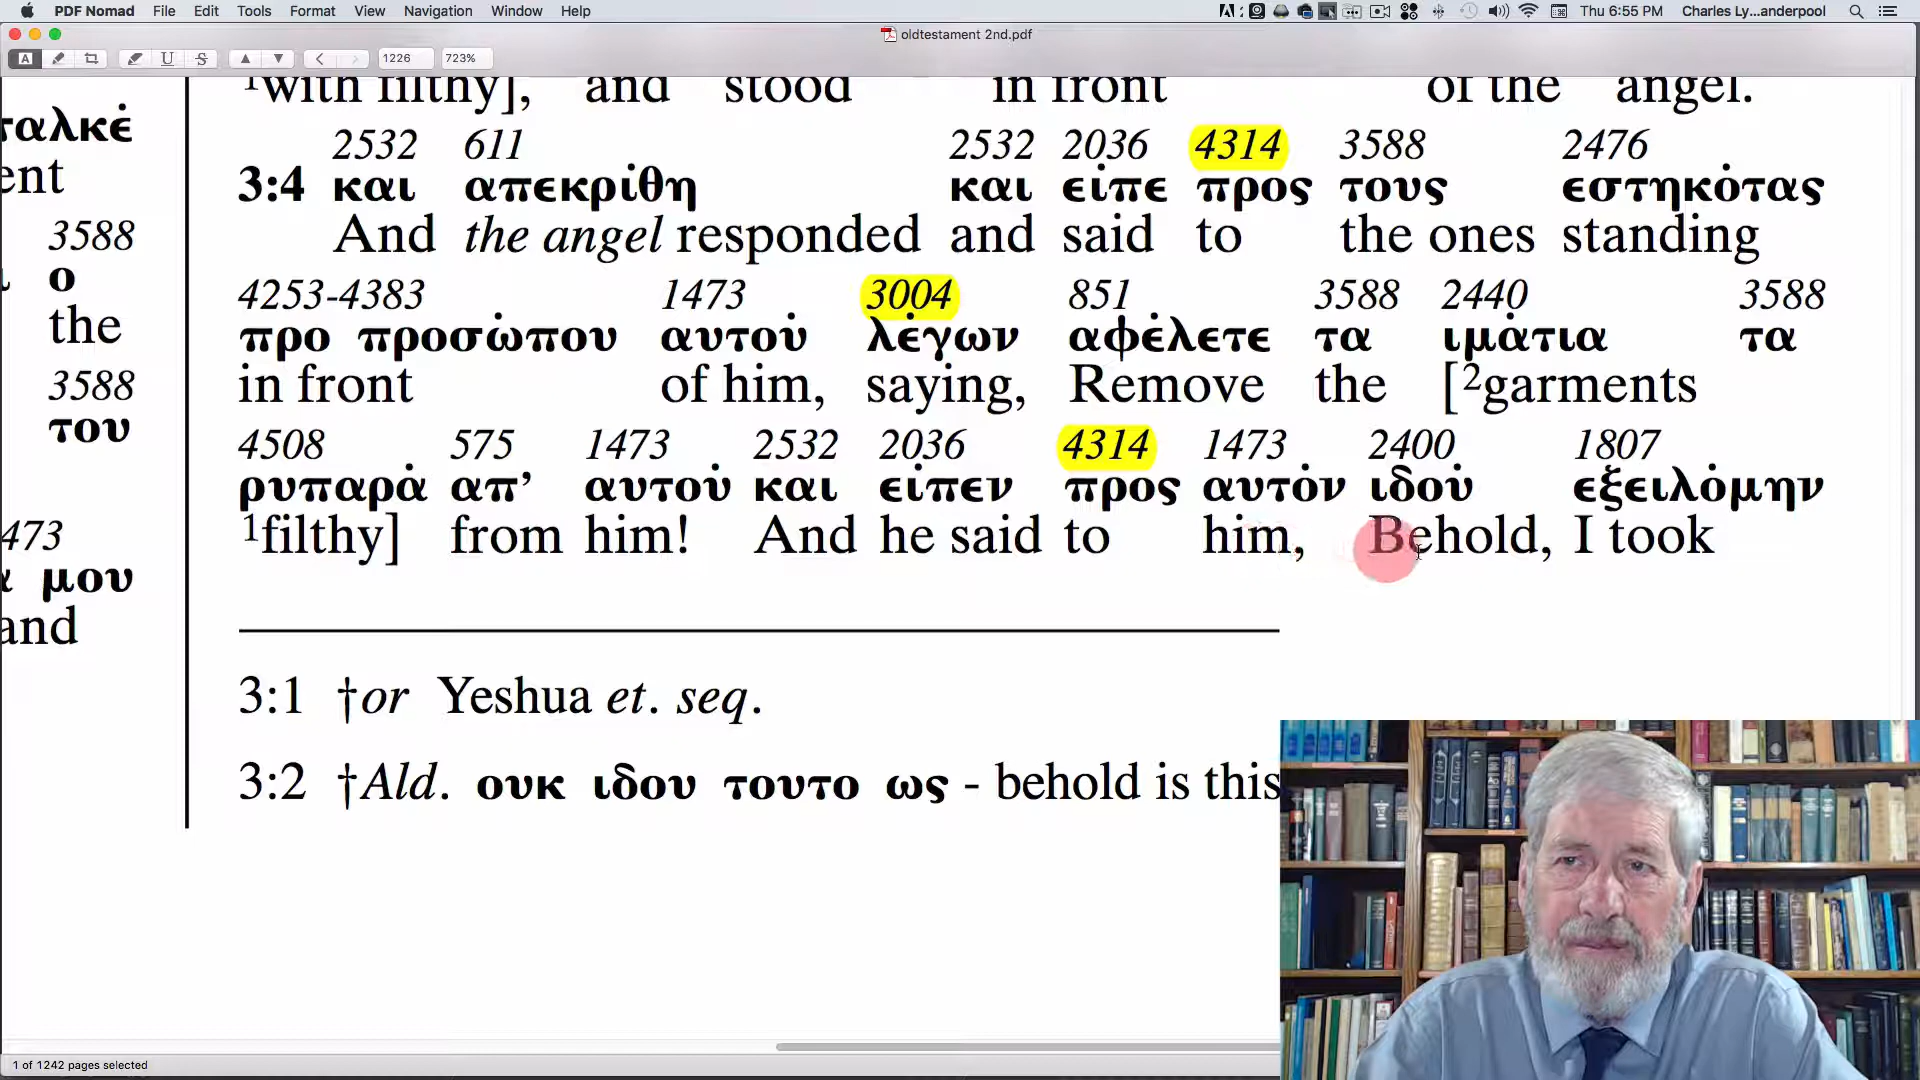 PDF Nomad File Edit Tools Format View Navigation Window Help Thu 6:55 PM Charles Ly...anderpool
oldtestament 2nd.pdf
A U S 1226 723%
ταλκė
ent
3588
ο
the
3588
του
473
α μου
and
¹with filthy], and stood in front of the angel.
2532 611 2532 2036 4314 3588 2476
3:4 και απεκρίθη και είπε προς τους εστηκότας
And the angel responded and said to the ones standing
4253-4383 1473 3004 851 3588 2440 3588
προ προσώπου αυτού λέγων αφέλετε τα ιμάτια τα
in front of him, saying, Remove the [²garments
4508 575 1473 2532 2036 4314 1473 2400 1807
ρυπαρά απ’ αυτού και είπεν προς αυτόν ιδού εξειλόμην
¹filthy] from him! And he said to him, Behold, I took
3:1 †or Yeshua et. seq.
3:2 †Ald. ουκ ιδου τουτο ως - behold is this
1 of 1242 pages selected